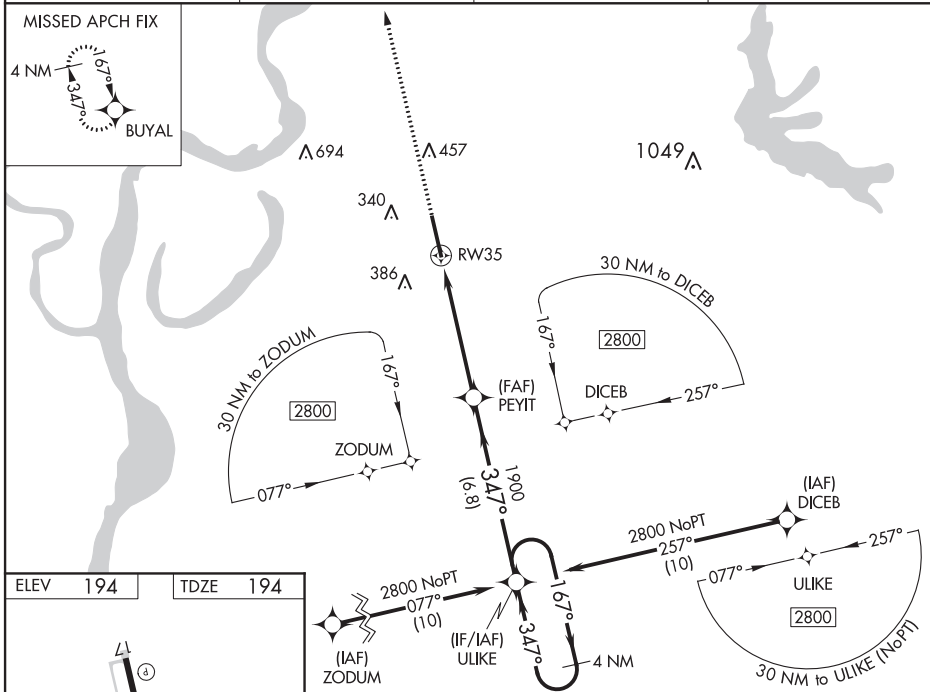 MISSED APCH FIX
4 NM
167°
347°
BUYAL
694
457
1049
340
RW35
386
30 NM to ZODUM
167°
2800
ZODUM
077°
30 NM to DICEB
167°
2800
DICEB
257°
(FAF)
PEYIT
347°
1900
(6.8)
(IAF)
DICEB
2800 NoPT
257°
(10)
257°
077°
ULIKE
2800
30 NM to ULIKE (NoPT)
167°
347°
4 NM
(IF/IAF)
ULIKE
2800 NoPT
077°
(10)
(IAF)
ZODUM
ELEV 194
TDZE 194
17
P